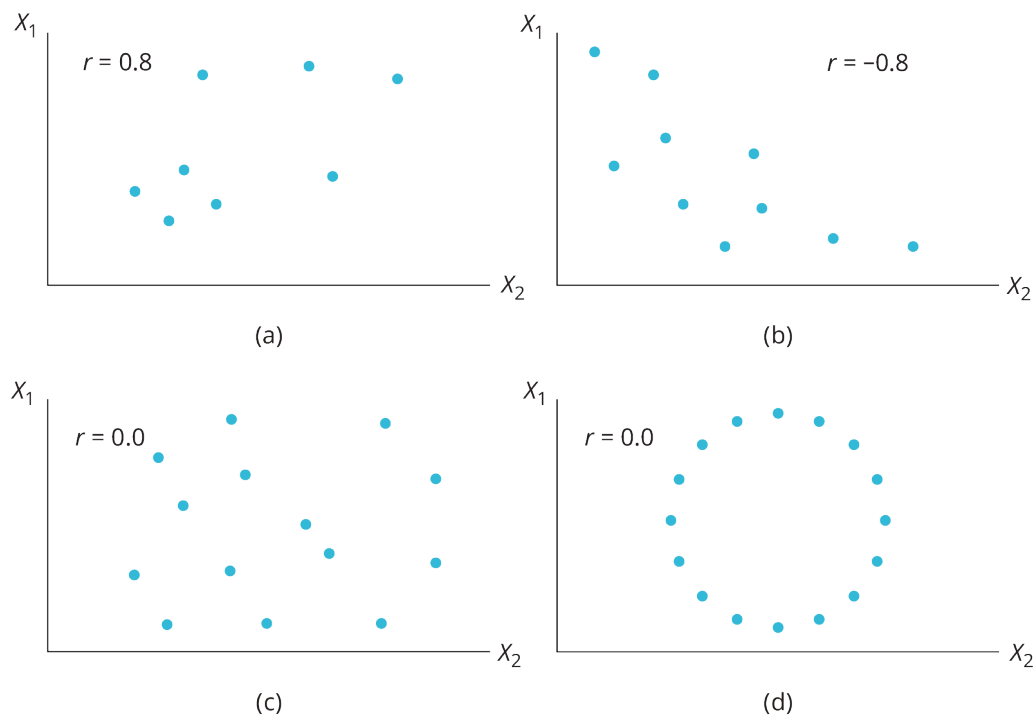 X₁
r = 0.8
X₂
(a)
X₁
r = –0.8
X₂
(b)
X₁
r = 0.0
X₂
(c)
X₁
r = 0.0
X₂
(d)